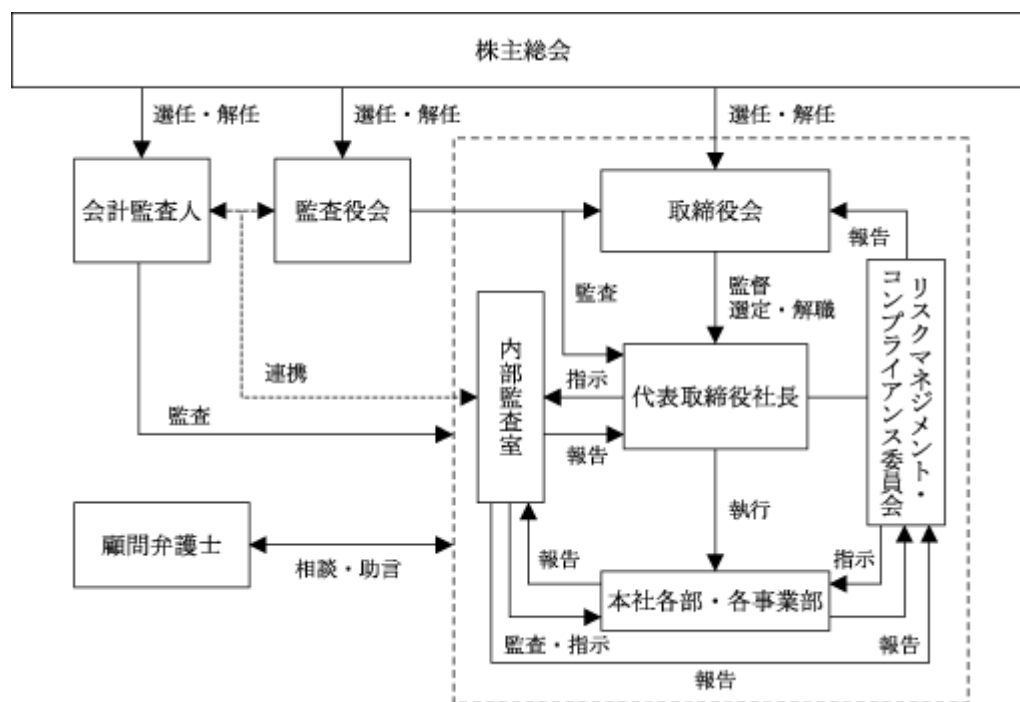 株主総会
選任・解任
選任・解任
選任・解任
会計監査人
監査役会
取締役会
報告
監査
監督
選定・解職
リスクマネジメント・
コンプライアンス委員会
内部監査室
連携
指示
代表取締役社長
監査
報告
執行
顧問弁護士
相談・助言
報告
指示
本社各部・各事業部
監査・指示
報告
報告